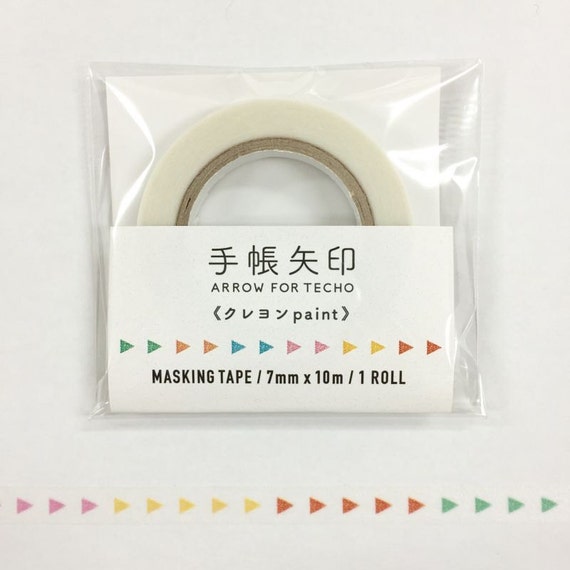 手帳矢印
ARROW FOR TECHO
《クレヨンpaint》
MASKING TAPE / 7mm x 10m / 1 ROLL